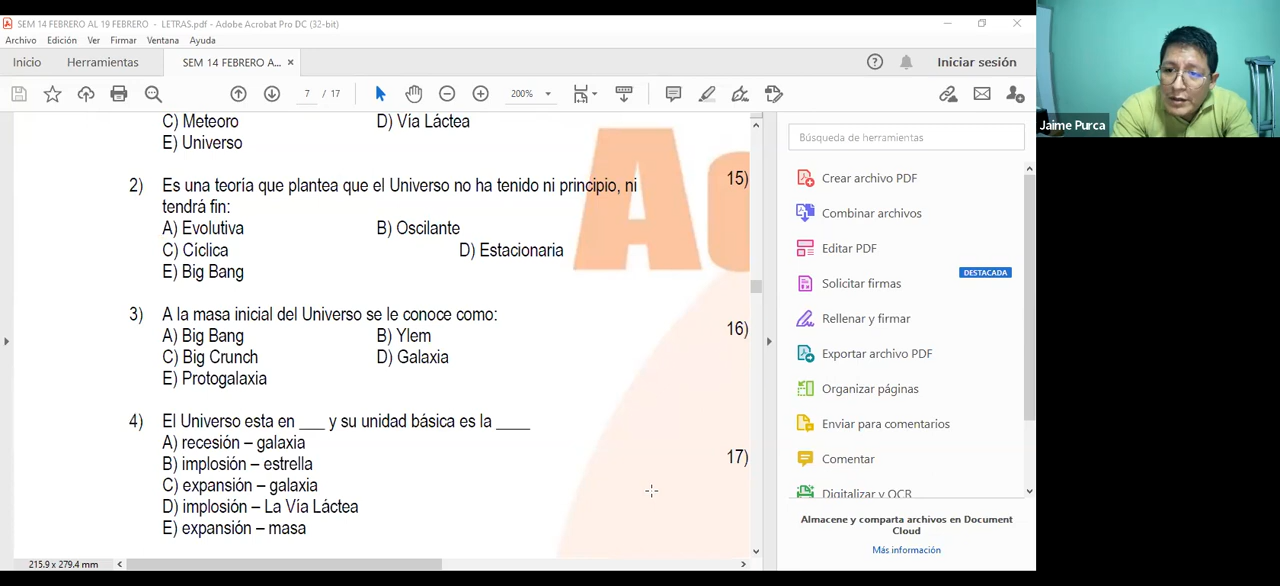 SEM 14 FEBRERO AL 19 FEBRERO - LETRAS.pdf - Adobe Acrobat Pro DC (32-bit)
Archivo Edición Ver Firmar Ventana Ayuda
Inicio Herramientas SEM 14 FEBRERO A... × Iniciar sesión
7 / 17 200%
Jaime Purca
C) Meteoro D) Vía Láctea
E) Universo
2) Es una teoría que plantea que el Universo no ha tenido ni principio, ni
tendrá fin:
A) Evolutiva B) Oscilante
C) Cíclica D) Estacionaria
E) Big Bang
3) A la masa inicial del Universo se le conoce como:
A) Big Bang B) Ylem
C) Big Crunch D) Galaxia
E) Protogalaxia
4) El Universo esta en ___ y su unidad básica es la ____
A) recesión – galaxia
B) implosión – estrella
C) expansión – galaxia
D) implosión – La Vía Láctea
E) expansión – masa
15)
16)
17)
A
215.9 x 279.4 mm
Búsqueda de herramientas
Crear archivo PDF
Combinar archivos
Editar PDF
DESTACADA
Solicitar firmas
Rellenar y firmar
Exportar archivo PDF
Organizar páginas
Enviar para comentarios
Comentar
Digitalizar y OCR
Almacene y comparta archivos en Document
Cloud
Más información